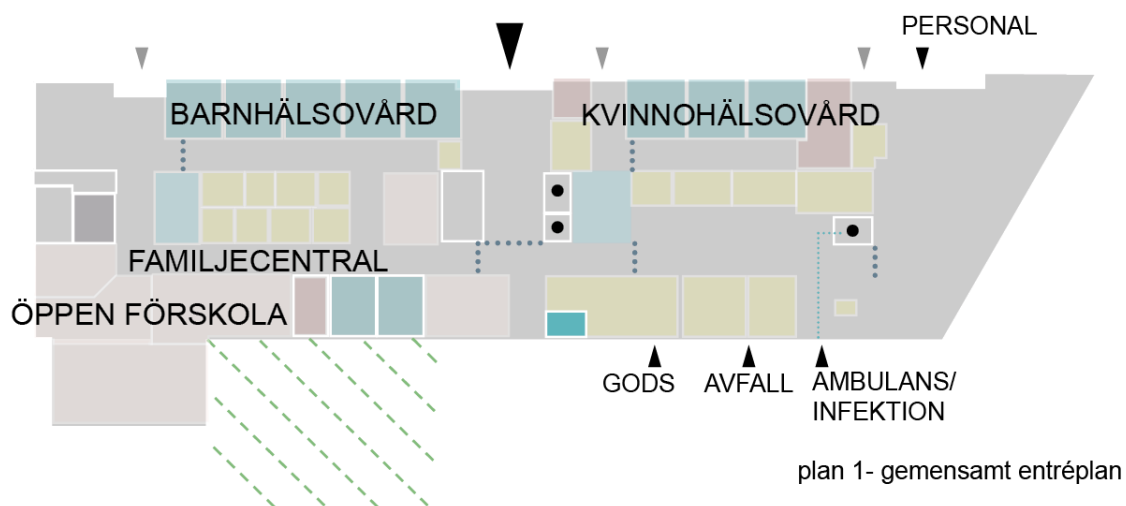 PERSONAL
BARNHÄLSOVÅRD
KVINNOHÄLSOVÅRD
FAMILJECENTRAL
ÖPPEN FÖRSKOLA
GODS
AVFALL
AMBULANS/
INFEKTION
plan 1- gemensamt entréplan